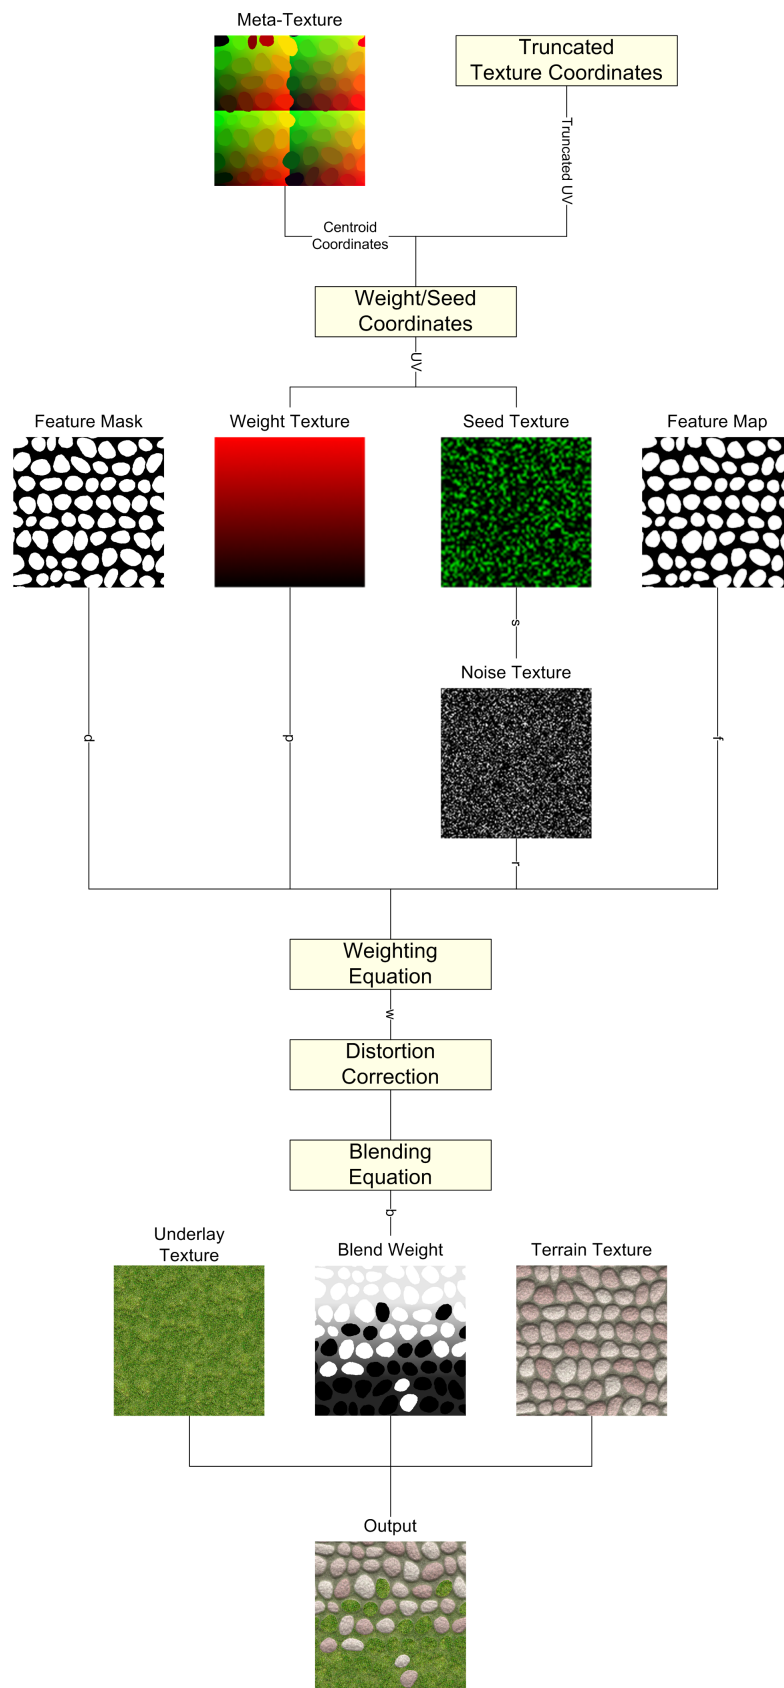 Meta-Texture
Truncated
Texture Coordinates
Truncated UV
Centroid
Coordinates
Weight/Seed
Coordinates
UV
Feature Mask
Weight Texture
Seed Texture
Feature Map
s
Noise Texture
d
p
f
r
Weighting
Equation
w
Distortion
Correction
Blending
Equation
b
Underlay
Texture
Blend Weight
Terrain Texture
Output